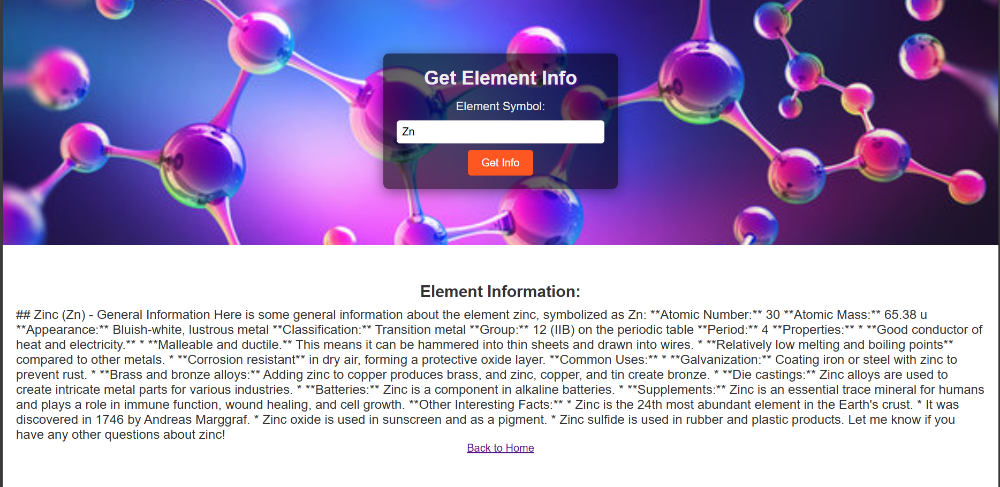 Get Element Info
Element Symbol:
Zn
Get Info
Element Information:
## Zinc (Zn) - General Information Here is some general information about the element zinc, symbolized as Zn: **Atomic Number:** 30 **Atomic Mass:** 65.38 u
**Appearance:** Bluish-white, lustrous metal **Classification:** Transition metal **Group:** 12 (IIB) on the periodic table **Period:** 4 **Properties:** * **Good conductor of
heat and electricity.** * **Malleable and ductile.** This means it can be hammered into thin sheets and drawn into wires. * **Relatively low melting and boiling points**
compared to other metals. * **Corrosion resistant** in dry air, forming a protective oxide layer. **Common Uses:** * **Galvanization:** Coating iron or steel with zinc to
prevent rust. * **Brass and bronze alloys:** Adding zinc to copper produces brass, and zinc, copper, and tin create bronze. * **Die castings:** Zinc alloys are used to
create intricate metal parts for various industries. * **Batteries:** Zinc is a component in alkaline batteries. * **Supplements:** Zinc is an essential trace mineral for humans
and plays a role in immune function, wound healing, and cell growth. **Other Interesting Facts:** * Zinc is the 24th most abundant element in the Earth's crust. * It was
discovered in 1746 by Andreas Marggraf. * Zinc oxide is used in sunscreen and as a pigment. * Zinc sulfide is used in rubber and plastic products. Let me know if you
have any other questions about zinc!
Back to Home